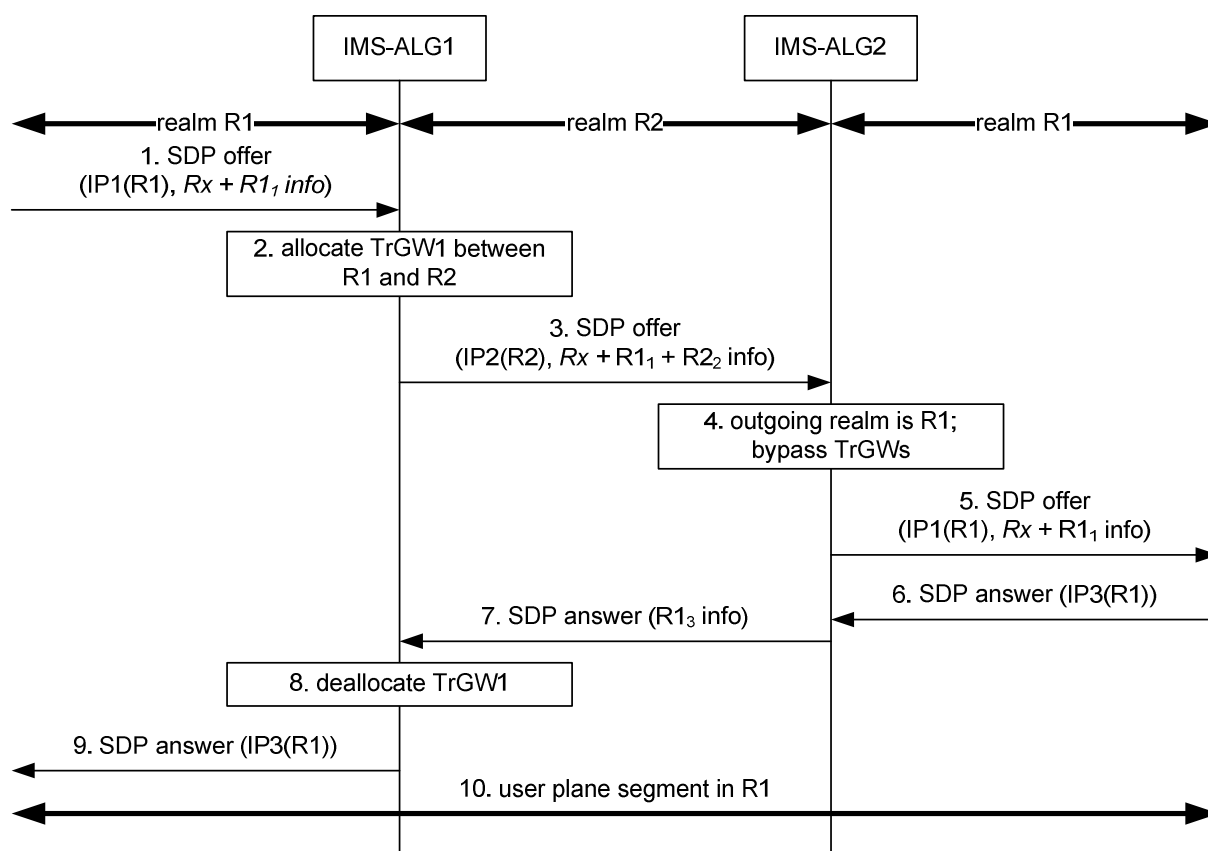 IMS-ALG1
IMS-ALG2
realm R1
realm R2
realm R1
1. SDP offer
(IP1(R1), Rx + R1₁ info)
2. allocate TrGW1 between
R1 and R2
3. SDP offer
(IP2(R2), Rx + R1₁ + R2₂ info)
4. outgoing realm is R1;
bypass TrGWs
5. SDP offer
(IP1(R1), Rx + R1₁ info)
6. SDP answer (IP3(R1))
7. SDP answer (R1₃ info)
8. deallocate TrGW1
9. SDP answer (IP3(R1))
10. user plane segment in R1